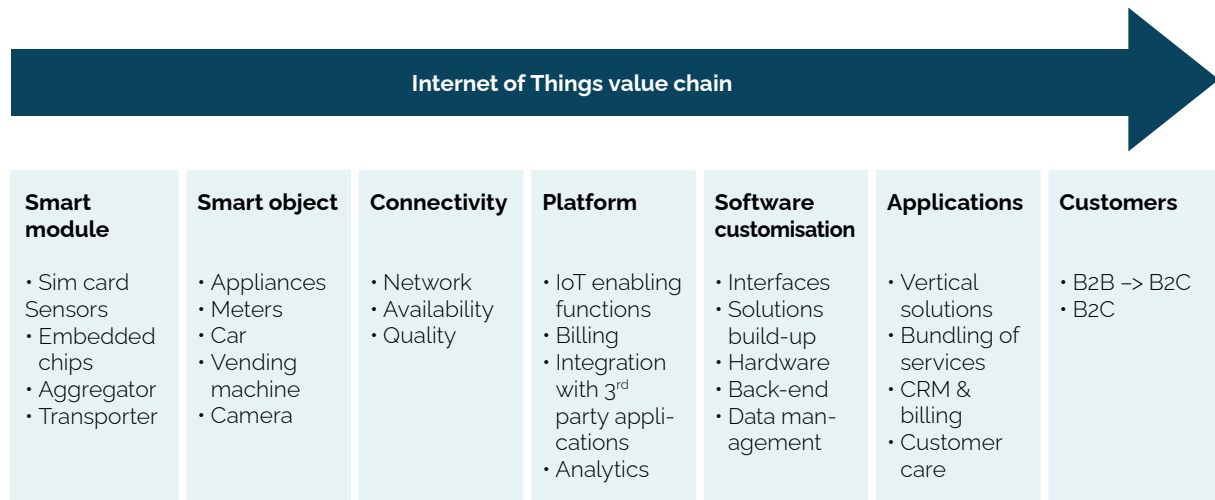 Internet of Things value chain
Smart
module
• Sim card
Sensors
• Embedded
chips
• Aggregator
• Transporter
Smart object
• Appliances
• Meters
• Car
• Vending
machine
• Camera
Connectivity
• Network
• Availability
• Quality
Platform
• IoT enabling
functions
• Billing
• Integration
with 3rd
party appli-
cations
• Analytics
Software
customisation
• Interfaces
• Solutions
build-up
• Hardware
• Back-end
• Data man-
agement
Applications
• Vertical
solutions
• Bundling of
services
• CRM &
billing
• Customer
care
Customers
• B2B –> B2C
• B2C